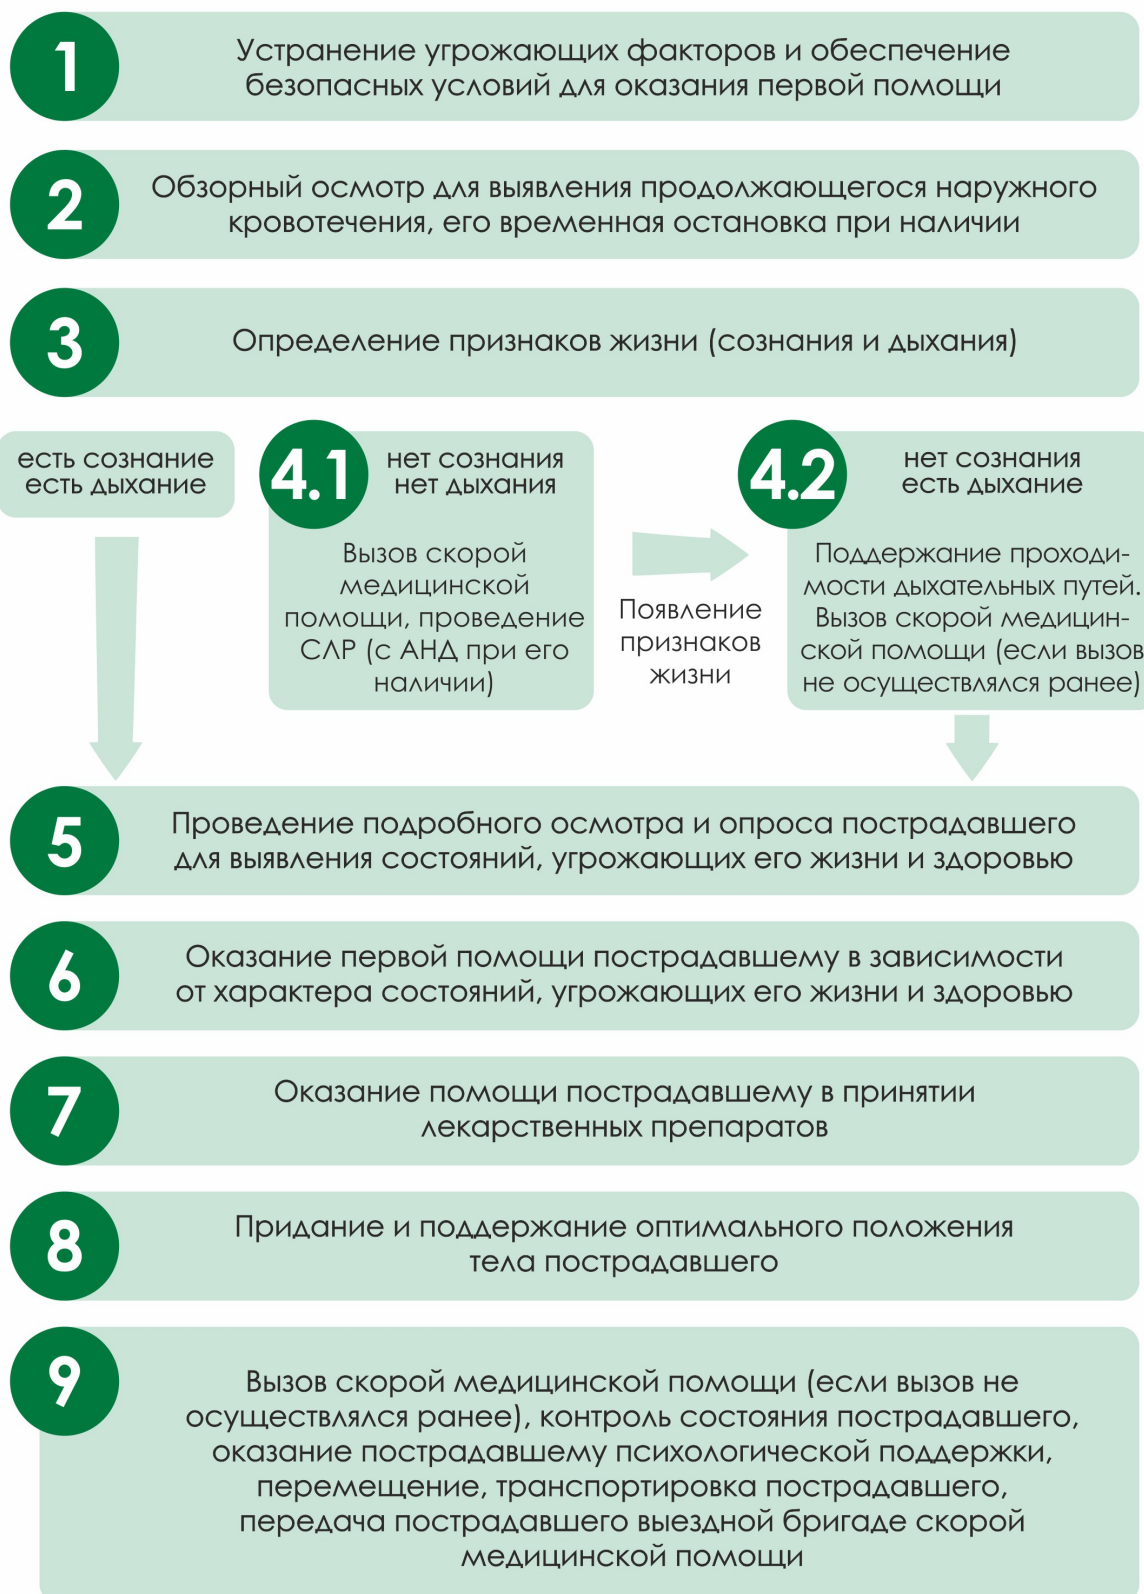 1
Устранение угрожающих факторов и обеспечение
безопасных условий для оказания первой помощи
2
Обзорный осмотр для выявления продолжающегося наружного
кровотечения, его временная остановка при наличии
3
Определение признаков жизни (сознания и дыхания)
есть сознание
есть дыхание
4.1
нет сознания
нет дыхания
Вызов скорой
медицинской
помощи, проведение
СЛР (с АНД при его
наличии)
Появление
признаков
жизни
4.2
нет сознания
есть дыхание
Поддержание проходи-
мости дыхательных путей.
Вызов скорой медицин-
ской помощи (если вызов
не осуществлялся ранее)
5
Проведение подробного осмотра и опроса пострадавшего
для выявления состояний, угрожающих его жизни и здоровью
6
Оказание первой помощи пострадавшему в зависимости
от характера состояний, угрожающих его жизни и здоровью
7
Оказание помощи пострадавшему в принятии
лекарственных препаратов
8
Придание и поддержание оптимального положения
тела пострадавшего
9
Вызов скорой медицинской помощи (если вызов не
осуществлялся ранее), контроль состояния пострадавшего,
оказание пострадавшему психологической поддержки,
перемещение, транспортировка пострадавшего,
передача пострадавшего выездной бригаде скорой
медицинской помощи